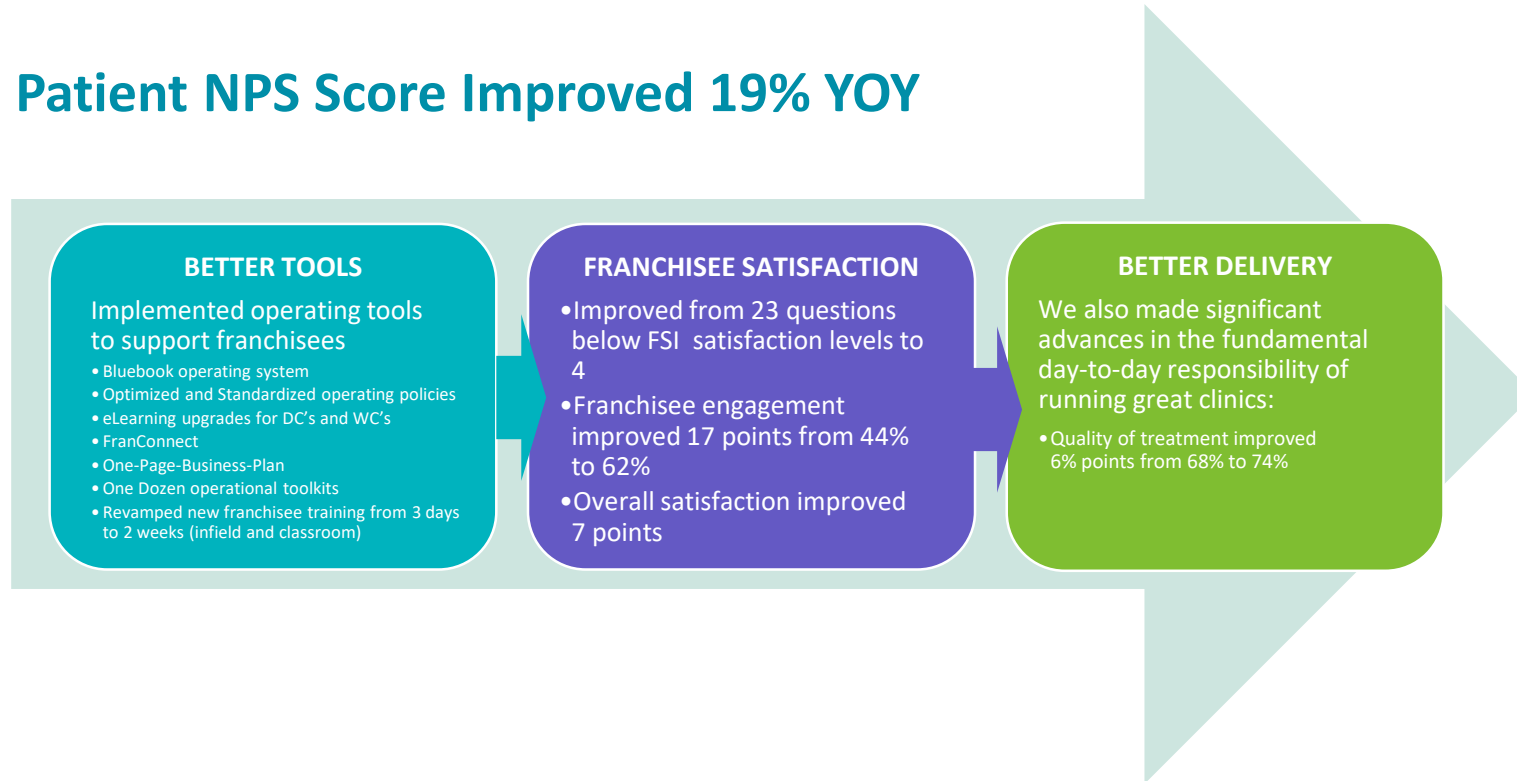 Patient NPS Score Improved 19% YOY
BETTER TOOLS
Implemented operating tools
to support franchisees
• Bluebook operating system
• Optimized and Standardized operating policies
• eLearning upgrades for DC’s and WC’s
• FranConnect
• One-Page-Business-Plan
• One Dozen operational toolkits
• Revamped new franchisee training from 3 days
to 2 weeks (infield and classroom)
FRANCHISEE SATISFACTION
•Improved from 23 questions
below FSI satisfaction levels to
4
•Franchisee engagement
improved 17 points from 44%
to 62%
•Overall satisfaction improved
7 points
BETTER DELIVERY
We also made significant
advances in the fundamental
day-to-day responsibility of
running great clinics:
• Quality of treatment improved
6% points from 68% to 74%